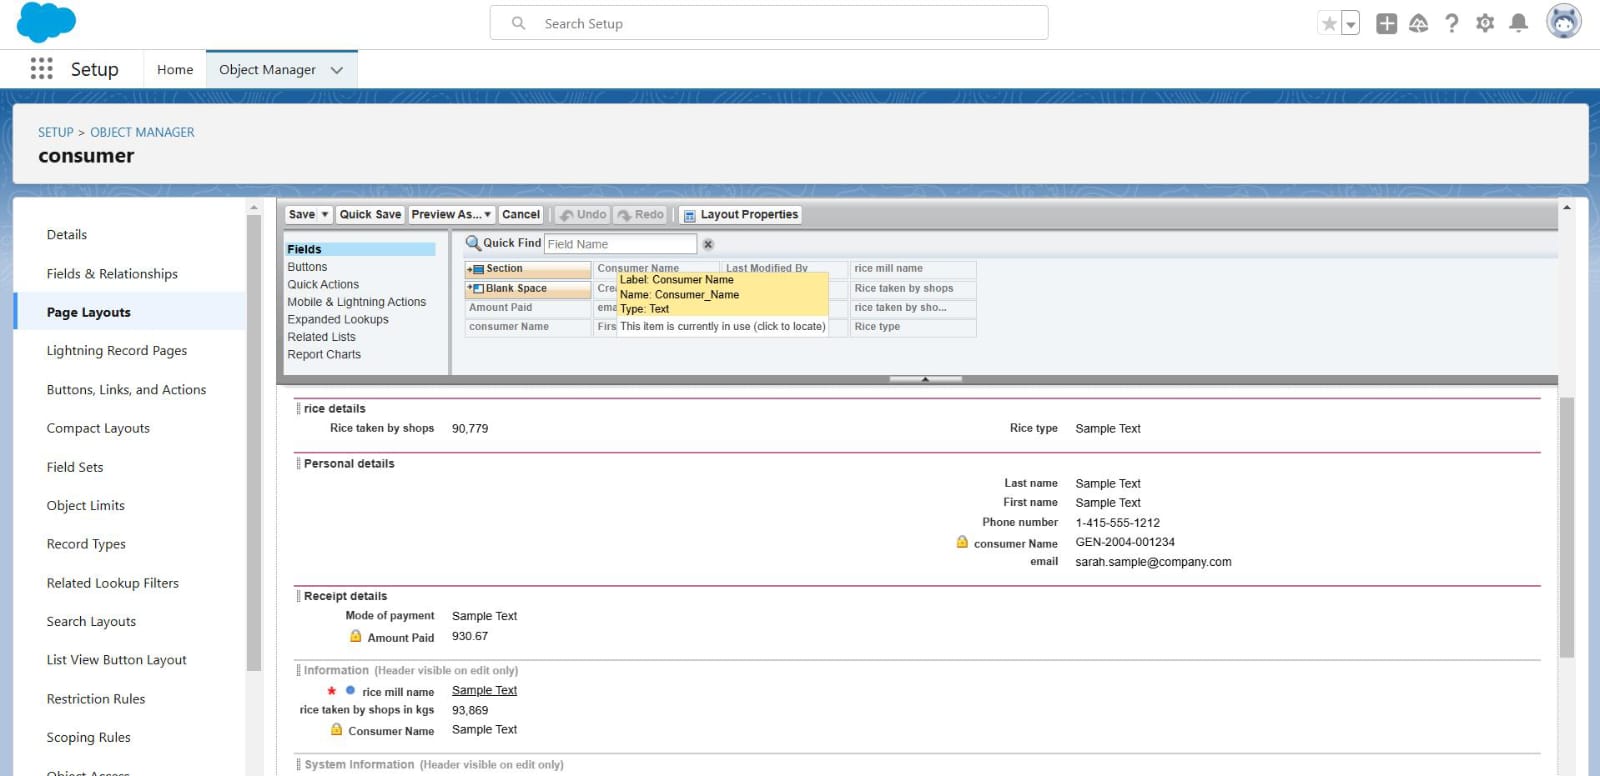 Search Setup
Setup Home Object Manager
SETUP > OBJECT MANAGER
consumer
Details
Fields & Relationships
Page Layouts
Lightning Record Pages
Buttons, Links, and Actions
Compact Layouts
Field Sets
Object Limits
Record Types
Related Lookup Filters
Search Layouts
List View Button Layout
Restriction Rules
Scoping Rules
Object Access
Save Quick Save Preview As... Cancel Undo Redo Layout Properties
Fields
Buttons
Quick Actions
Mobile & Lightning Actions
Expanded Lookups
Related Lists
Report Charts
Quick Find Field Name
Section Consumer Name Last Modified By rice mill name
Blank Space Cre Rice taken by shops
Amount Paid ema rice taken by sho...
consumer Name Firs Rice type
Label: Consumer Name
Name: Consumer_Name
Type: Text
This item is currently in use (click to locate)
rice details
Rice taken by shops 90,779 Rice type Sample Text
Personal details
Last name Sample Text
First name Sample Text
Phone number 1-415-555-1212
consumer Name GEN-2004-001234
email sarah.sample@company.com
Receipt details
Mode of payment Sample Text
Amount Paid 930.67
Information (Header visible on edit only)
* rice mill name Sample Text
rice taken by shops in kgs 93,869
Consumer Name Sample Text
System Information (Header visible on edit only)